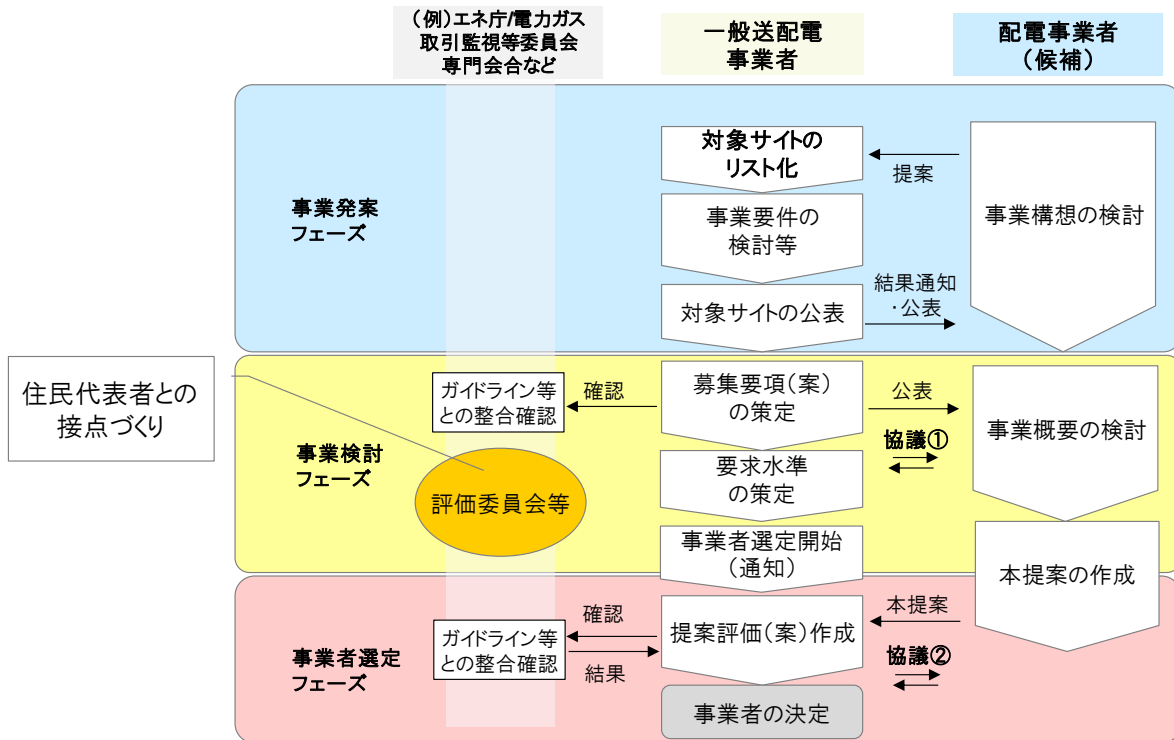 (例)エネ庁/電力ガス
取引監視等委員会
専門会合など
一般送配電
事業者
配電事業者
(候補)
事業発案
フェーズ
対象サイトの
リスト化
提案
事業構想の検討
事業要件の
検討等
対象サイトの公表
結果通知
・公表
住民代表者との
接点づくり
事業検討
フェーズ
ガイドライン等
との整合確認
確認
募集要項(案)
の策定
公表
協議①
事業概要の検討
評価委員会等
要求水準
の策定
事業者選定開始
(通知)
本提案の作成
事業者選定
フェーズ
ガイドライン等
との整合確認
確認
結果
提案評価(案)作成
本提案
協議②
事業者の決定